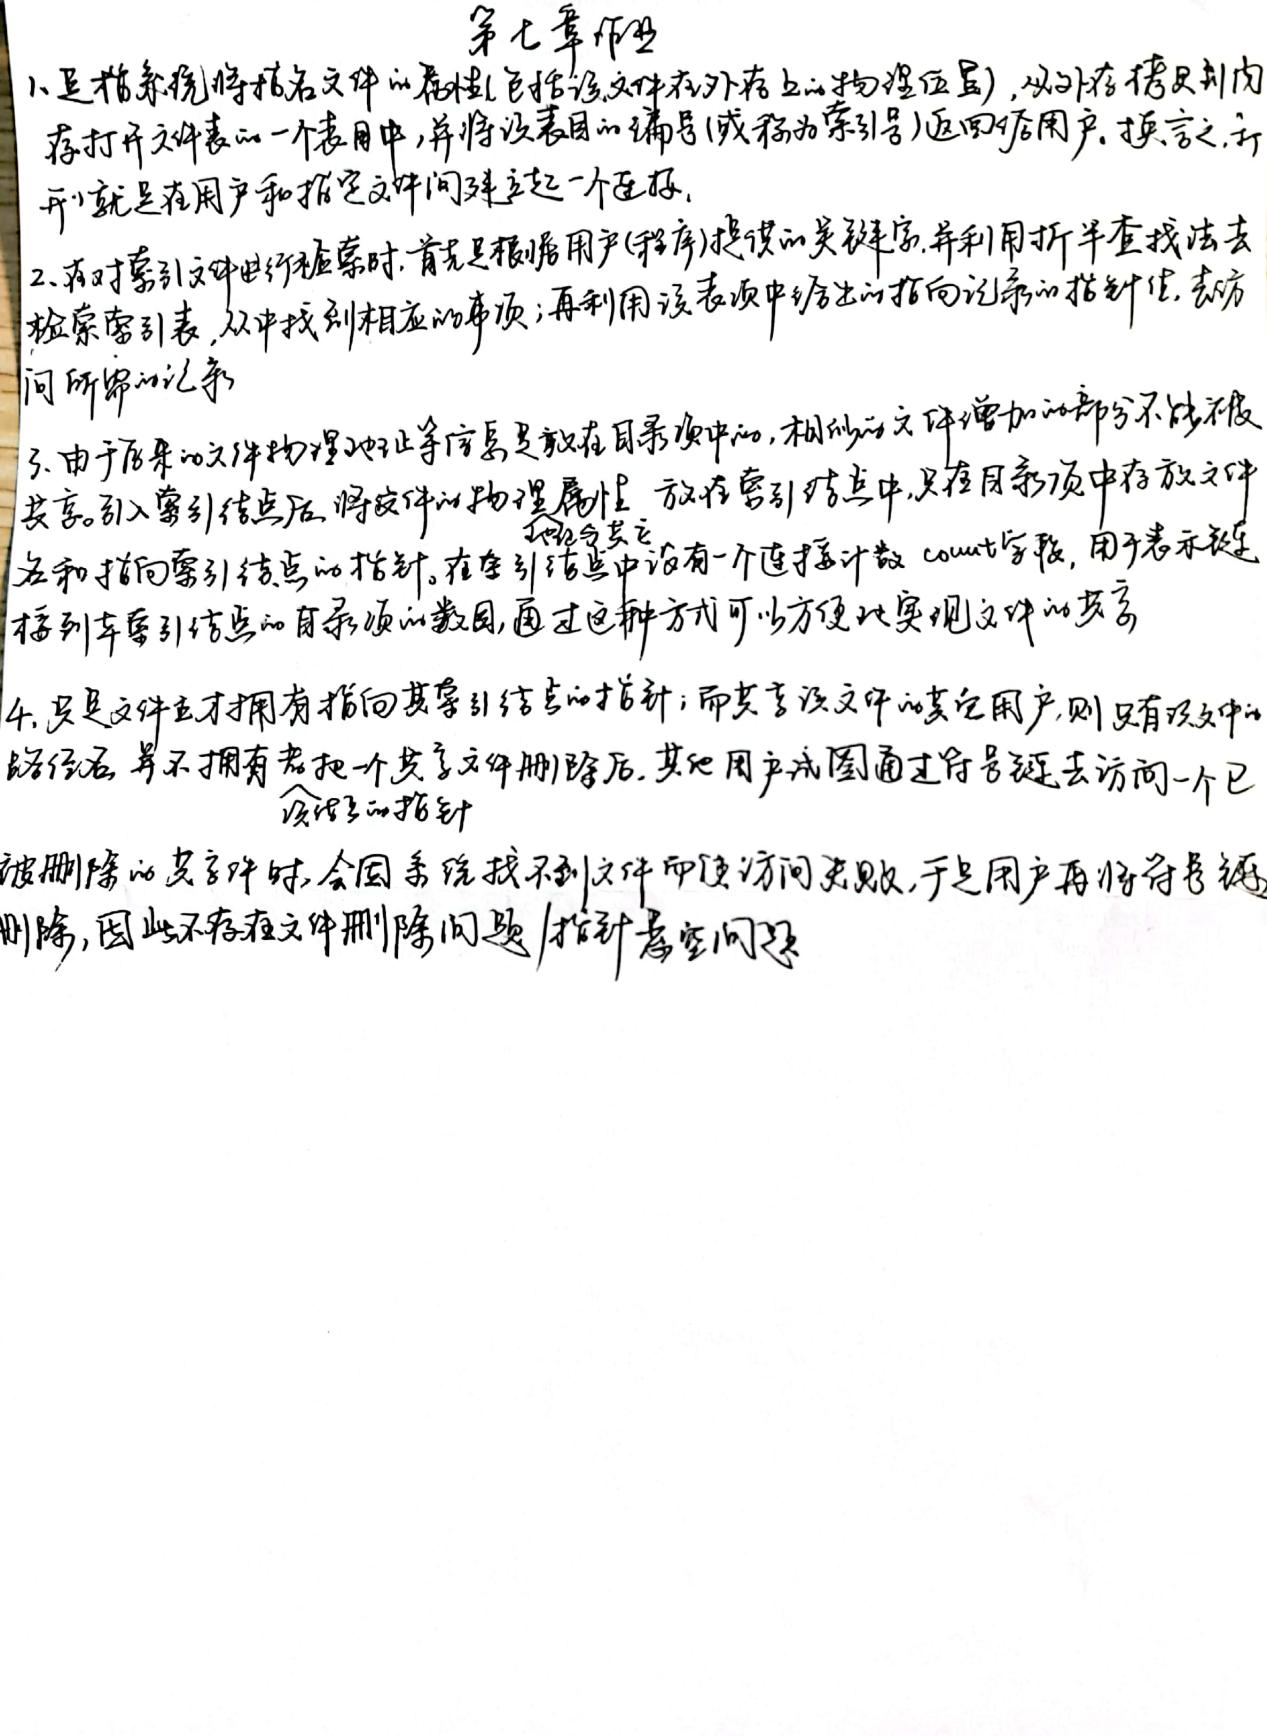 第七章作业
1、是指系统将指名文件的属性(包括该文件在外存上的物理位置),从外存拷贝到内
存打开文件表的一个表目中,并将该表目的编号(或称为索引号)返回给用户。换言之,打
开就是在用户和指定文件间建立起一个连接。
2、在对索引文件进行检索时,首先是根据用户(程序)提供的关键字,并利用折半查找法去
检索索引表,从中找到相应的事项;再利用该表项中给出的指向记录的指针值,去访
问所需的记录
3、由于原来的文件物理地址等信息是放在目录项中的,相似的文件增加的部分不能被
共享。引入索引结点后,将文件的物理属性 放在索引结点中,只在目录项中存放文件
地址和其它
名和指向索引结点的指针。在索引结点中设有一个连接计数count字段,用于表示链连
接到本索引结点的目录项的数目,通过这种方式可以方便地实现文件的共享
4、只是文件主才拥有指向其索引结点的指针;而共享该文件的其它用户,则只有该文中的
路径名,并不拥有 若把一个共享文件删除后,其他用户试图通过符号链去访问一个已
该结点的指针
被删除的共享件时,会因系统找不到文件而使访问失败,于是用户再将符号链
删除,因此不存在文件删除问题/指针悬空问题